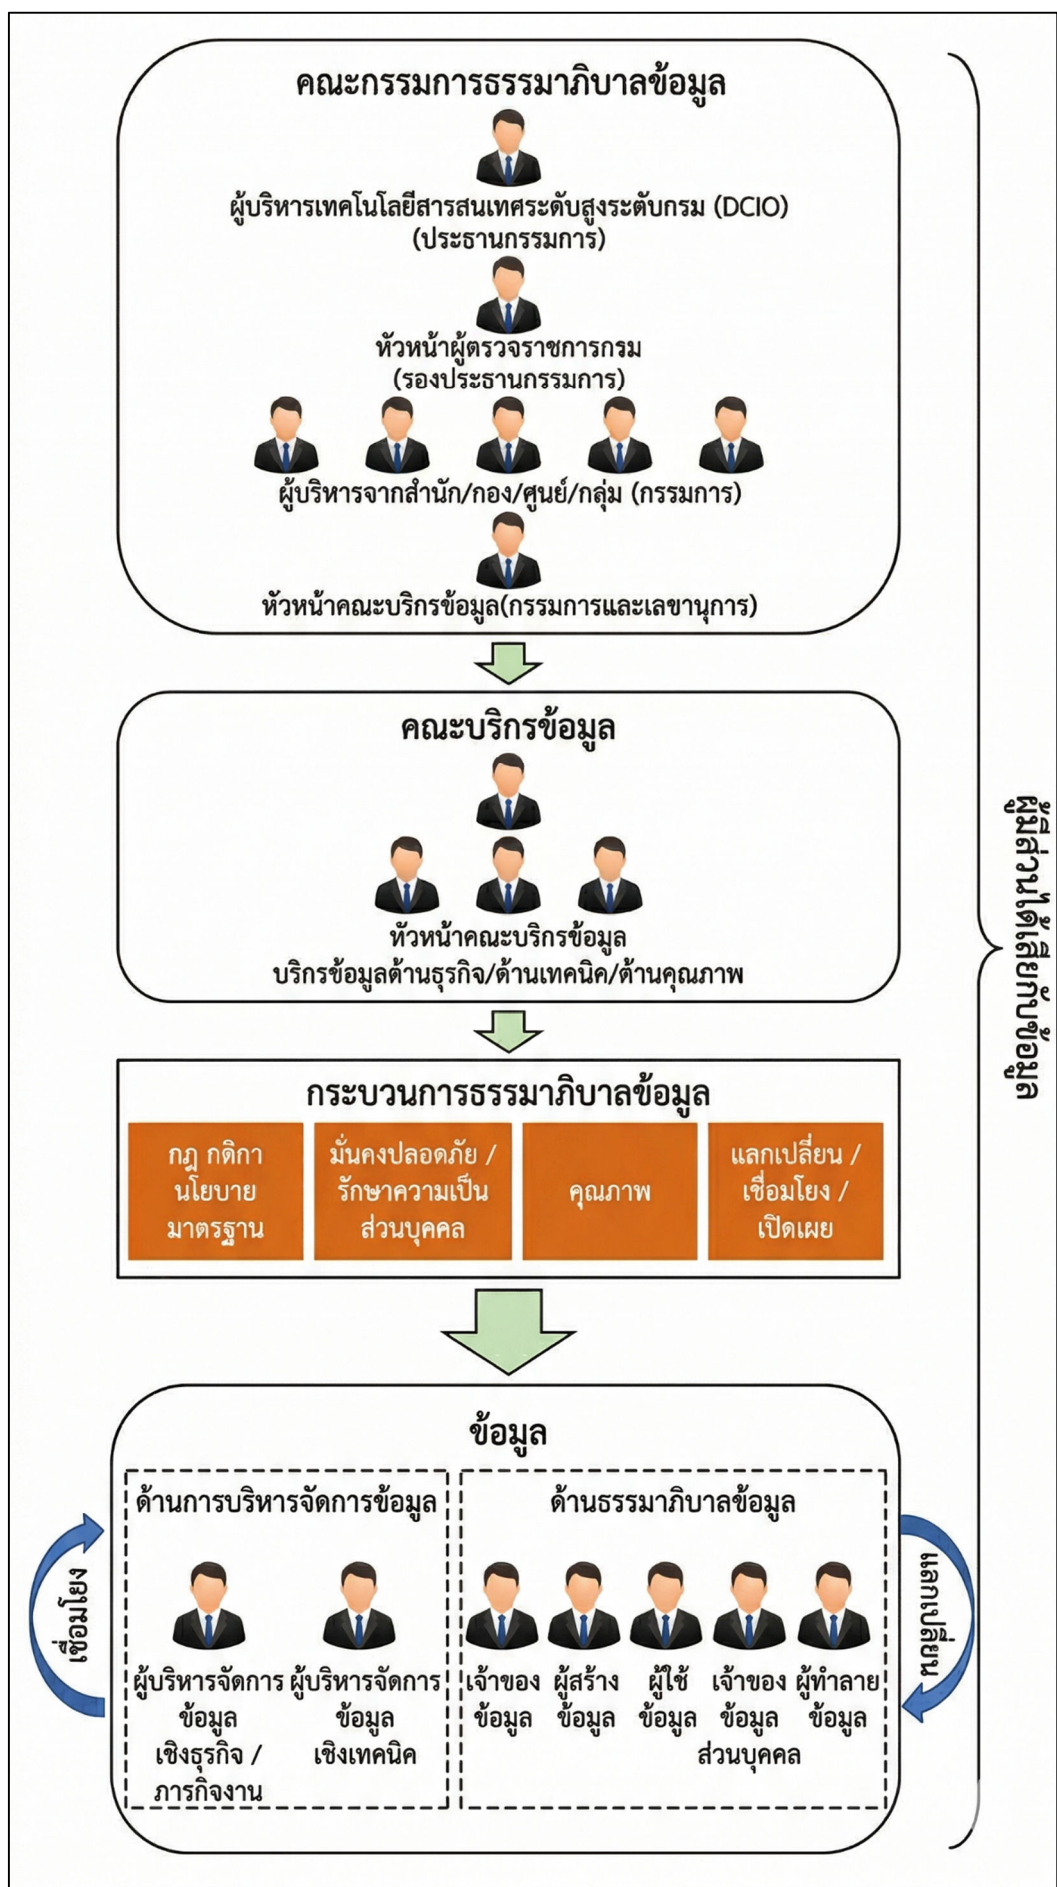 คณะกรรมการธรรมาภิบาลข้อมูล
ผู้บริหารเทคโนโลยีสารสนเทศระดับสูงระตับกรม (DCIO)
(ประธานกรรมการ)
หัวหน้าผู้ตรวจราชการกรม
(รองประธานกรรมการ)
ผู้บริหารจากสำนัก/กอง/ศูนย์/กลุ่ม (กรรมการ)
หัวหน้าคณะบริกรข้อมูล(กรรมการและเลขานุการ)
คณะบริกรข้อมูล
ทัวหน้าคณะบริกรข้อมูล
บริกรข้อมูลด้านธุรกิจ/ด้านเทคนิค/ต้านคุณภาพ
ผู้มีส่วนได้เสียกับข้อมูล
กระบวนการธรรมาภิบาลข้อมูล
กฎ กติกา
นโยบาย
มาตรฐาน
มั่นคงปลอดภัย /
รักษาความเป็น
ส่วนบุคคล
คุณภาพ
แลกเปลี่ยน /
เชื่อมโยง /
เปิดเผย
ข้อมูล
ด้านการบริหารจัดการข้อมูล
ด้านธรรมาภิบาลข้อมูล
เชื่อมโยง
แลกเปลี่ยน
ผู้บริหารจัดการ
ข้อมูล
เชิงธุรกิจ /
ภารกิจงาน
ผู้บริหารจัดการ
ข้อมูล
เชิงเทคนิค
เจ้าของ
ข้อมูล
ผู้สร้าง
ข้อมูล
ผู้ใช้
ข้อมูล
เจ้าของ
ข้อมูล
ส่วนบุคคล
ผู้ทำลาย
ข้อมูล